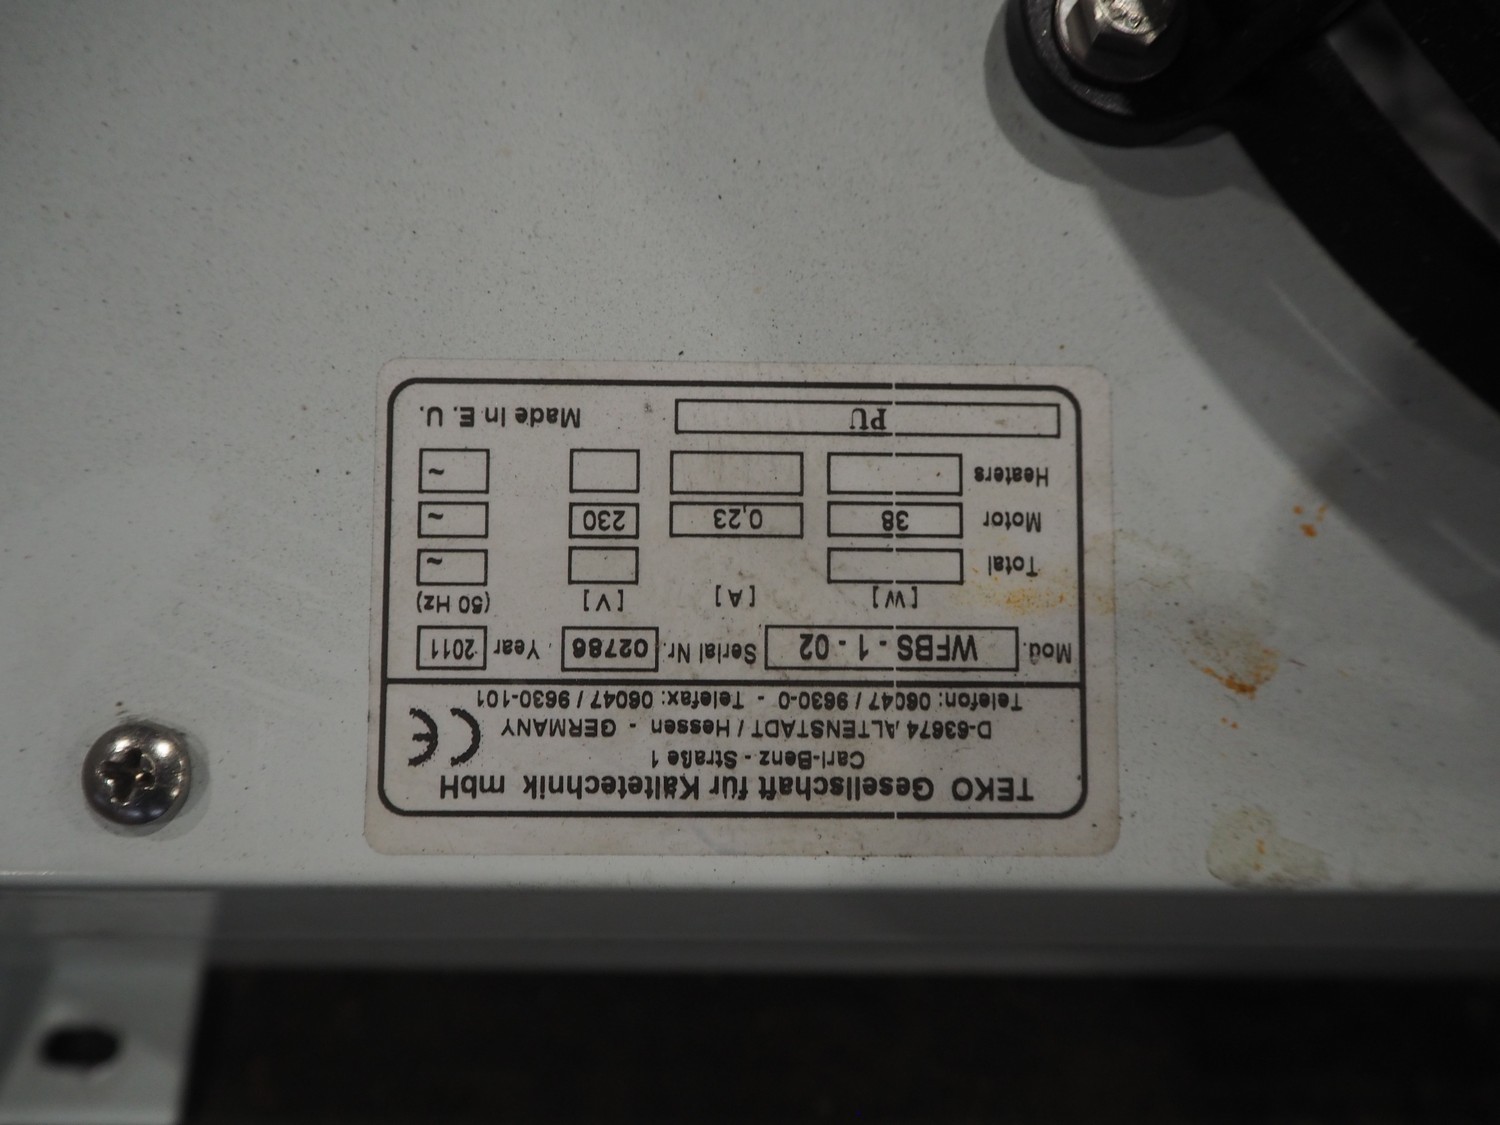 TEKO Gesellschaft für Kältetechnik mbH
Carl-Benz - Straße 1
D-63674 ALTENSTADT / Hessen - GERMANY
Telefon: 06047 / 9630-0 - Telefax: 06047 / 9630-101
CE
Mod. WFBS - 1 - 02 Serial Nr. 02786 Year 2011
[W] [A] [V] (50 Hz)
Total ~
Motor 38 0,23 230 ~
Heaters ~
PU Made in E. U.